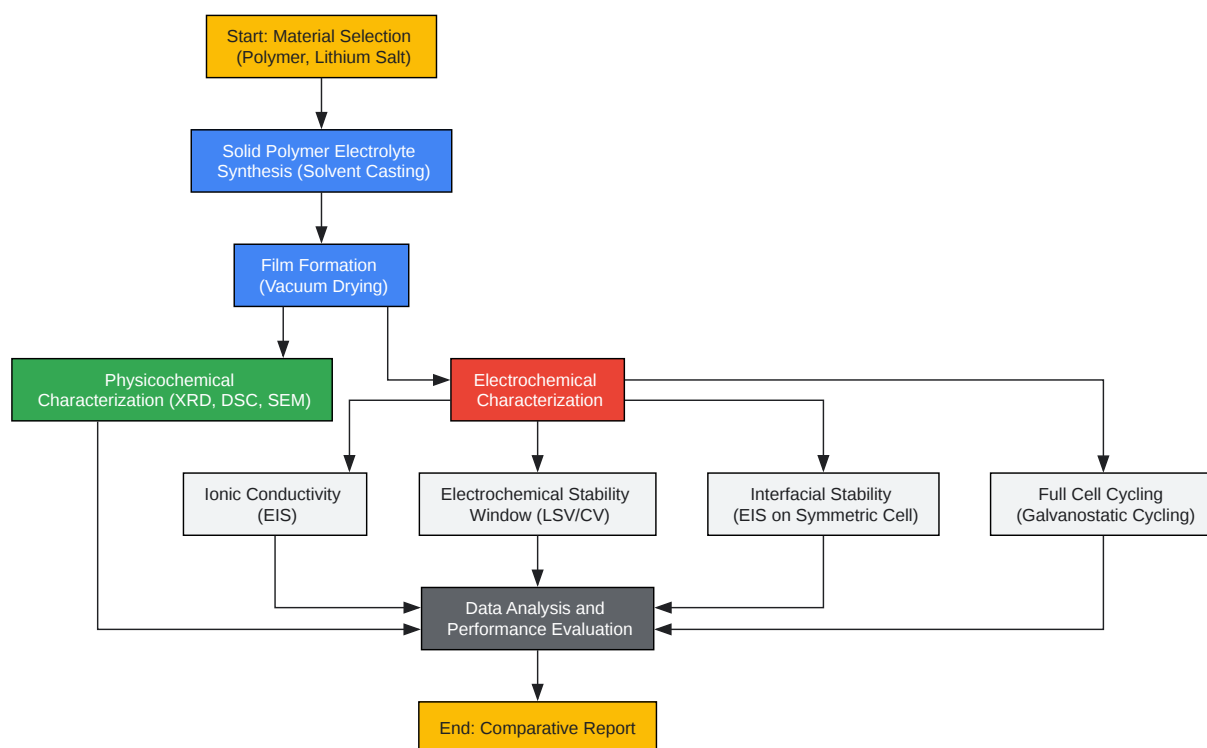 Start: Material Selection
(Polymer, Lithium Salt)
Solid Polymer Electrolyte
Synthesis (Solvent Casting)
Film Formation
(Vacuum Drying)
Physicochemical
Characterization (XRD, DSC, SEM)
Electrochemical
Characterization
Ionic Conductivity
(EIS)
Electrochemical Stability
Window (LSV/CV)
Interfacial Stability
(EIS on Symmetric Cell)
Full Cell Cycling
(Galvanostatic Cycling)
Data Analysis and
Performance Evaluation
End: Comparative Report